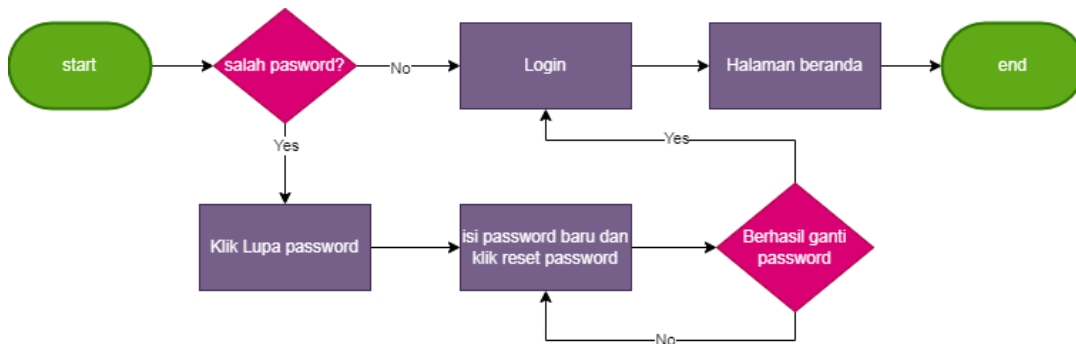 start
salah pasword?
No
Login
Halaman beranda
end
Yes
Yes
Klik Lupa password
isi password baru dan
klik reset password
Berhasil ganti
password
No